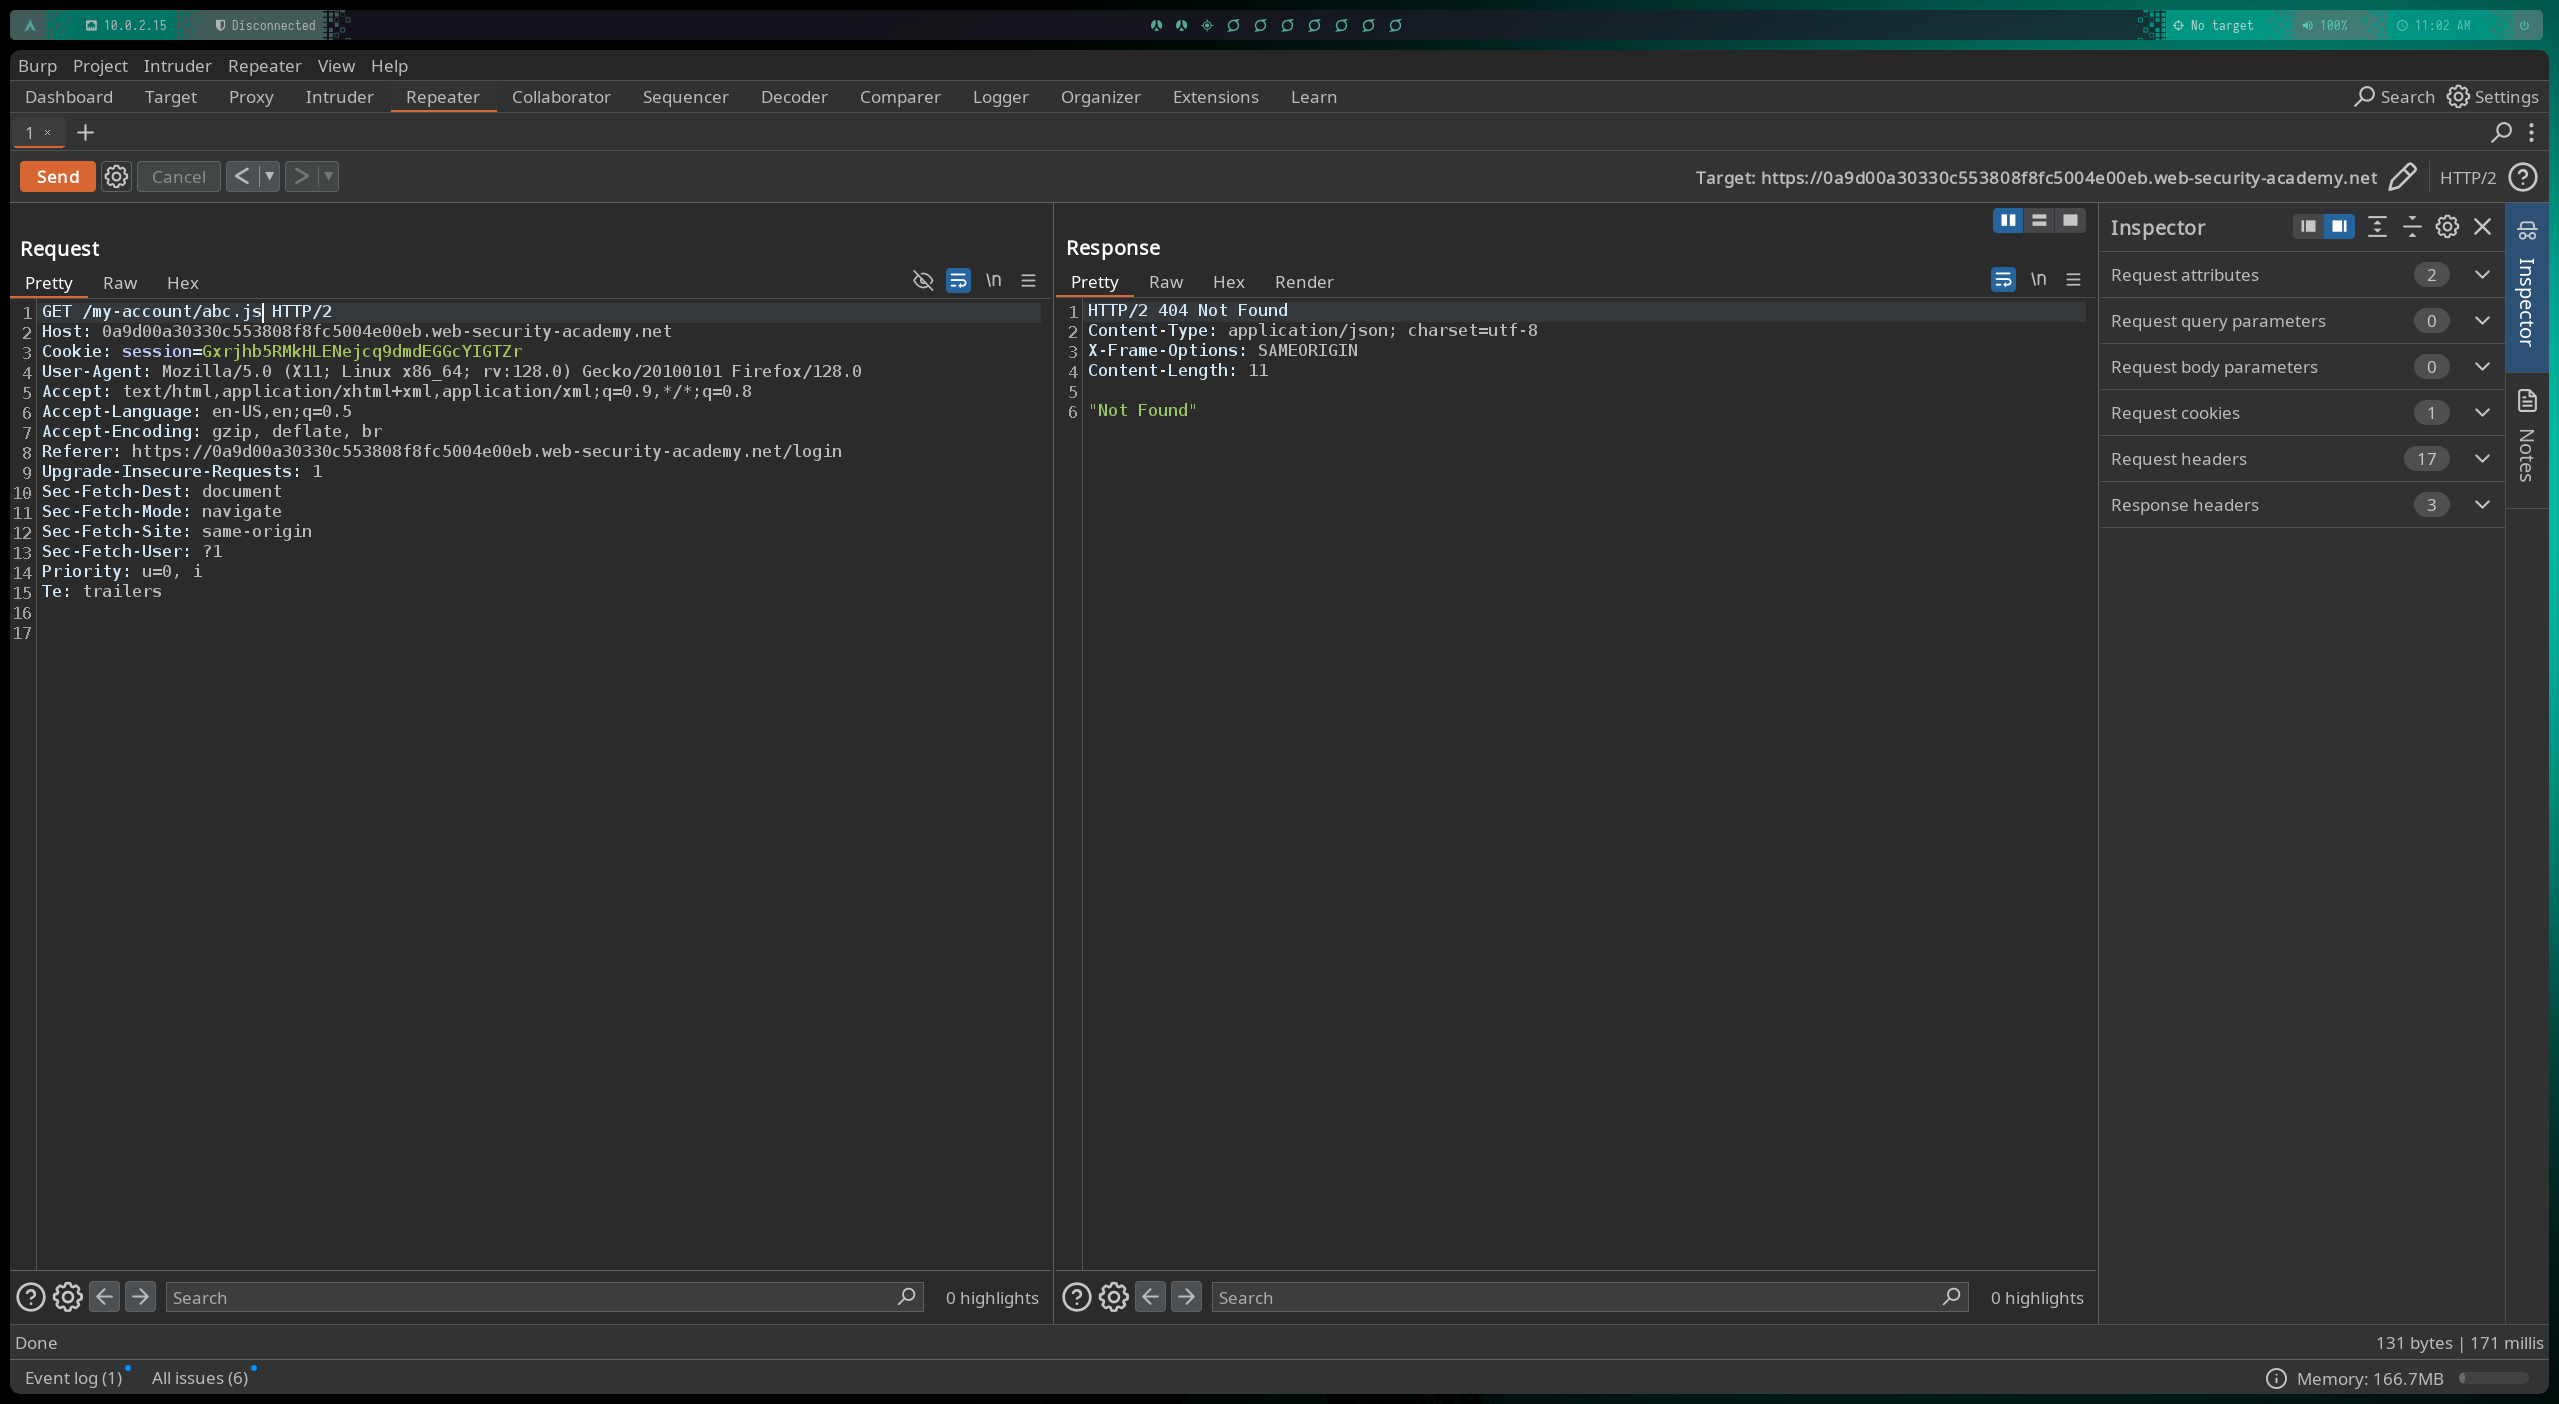 10.0.2.15
Disconnected
No target
100%
11:02 AM
Burp Project Intruder Repeater View Help
Dashboard Target Proxy Intruder Repeater Collaborator Sequencer Decoder Comparer Logger Organizer Extensions Learn
Search Settings
1 × +
Send Cancel < ▼ > ▼
Target: https://0a9d00a30330c553808f8fc5004e00eb.web-security-academy.net HTTP/2
Request
Pretty Raw Hex \n
1 GET /my-account/abc.js HTTP/2
2 Host: 0a9d00a30330c553808f8fc5004e00eb.web-security-academy.net
3 Cookie: session=Gxrjhb5RMkHLENejcq9dmdEGGcYIGTZr
4 User-Agent: Mozilla/5.0 (X11; Linux x86_64; rv:128.0) Gecko/20100101 Firefox/128.0
5 Accept: text/html,application/xhtml+xml,application/xml;q=0.9,*/*;q=0.8
6 Accept-Language: en-US,en;q=0.5
7 Accept-Encoding: gzip, deflate, br
8 Referer: https://0a9d00a30330c553808f8fc5004e00eb.web-security-academy.net/login
9 Upgrade-Insecure-Requests: 1
10 Sec-Fetch-Dest: document
11 Sec-Fetch-Mode: navigate
12 Sec-Fetch-Site: same-origin
13 Sec-Fetch-User: ?1
14 Priority: u=0, i
15 Te: trailers
16
17
Search
0 highlights
Response
Pretty Raw Hex Render \n
1 HTTP/2 404 Not Found
2 Content-Type: application/json; charset=utf-8
3 X-Frame-Options: SAMEORIGIN
4 Content-Length: 11
5
6 "Not Found"
Search
0 highlights
Inspector
Request attributes 2
Request query parameters 0
Request body parameters 0
Request cookies 1
Request headers 17
Response headers 3
Inspector
Notes
Done
131 bytes | 171 millis
Event log (1) All issues (6)
Memory: 166.7MB